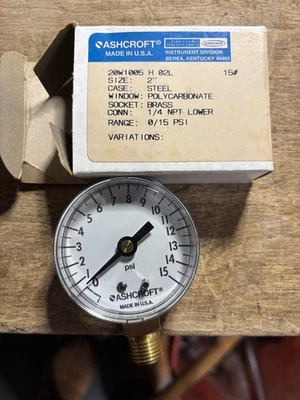 ASHCROFT®
MADE IN U.S.A.
DRESSER
INSTRUMENT DIVISION
BEREA, KENTUCKY 40403
20W1005 H 02L 15#
SIZE: 2"
CASE: STEEL
WINDOW: POLYCARBONATE
SOCKET: BRASS
CONN: 1/4 NPT LOWER
RANGE: 0/15 PSI
VARIATIONS:
0 1 2 3 4 5 6 7 8 9 10 11 12 13 14 15
psi
ASHCROFT®
MADE IN U.S.A.